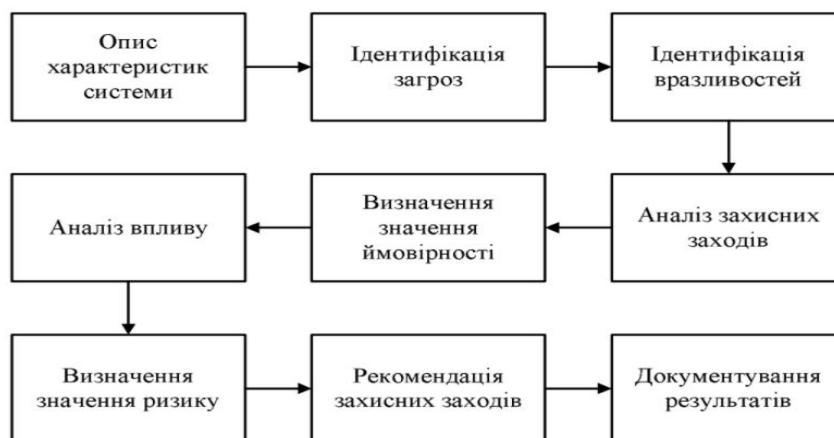 Опис
характеристик
системи
Ідентифікація
загроз
Ідентифікація
вразливостей
Аналіз захисних
заходів
Визначення
значення
ймовірності
Аналіз впливу
Визначення
значення ризику
Рекомендація
захисних заходів
Документування
результатів